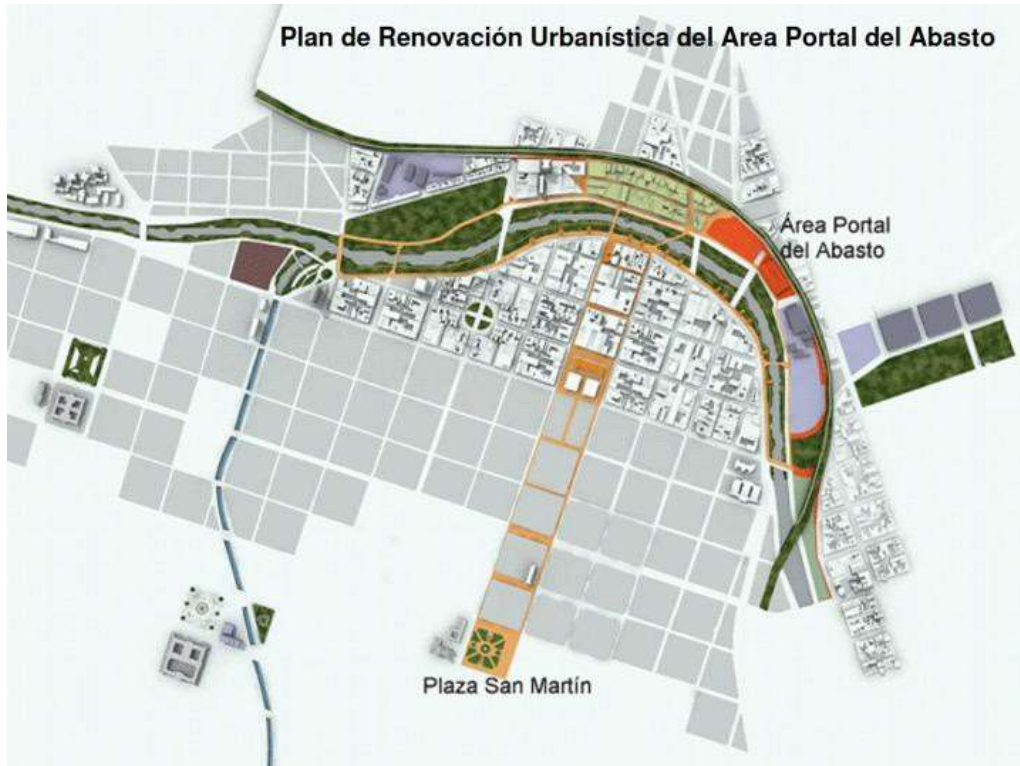 Plan de Renovación Urbanística del Area Portal del Abasto
Área Portal
del Abasto
Plaza San Martín